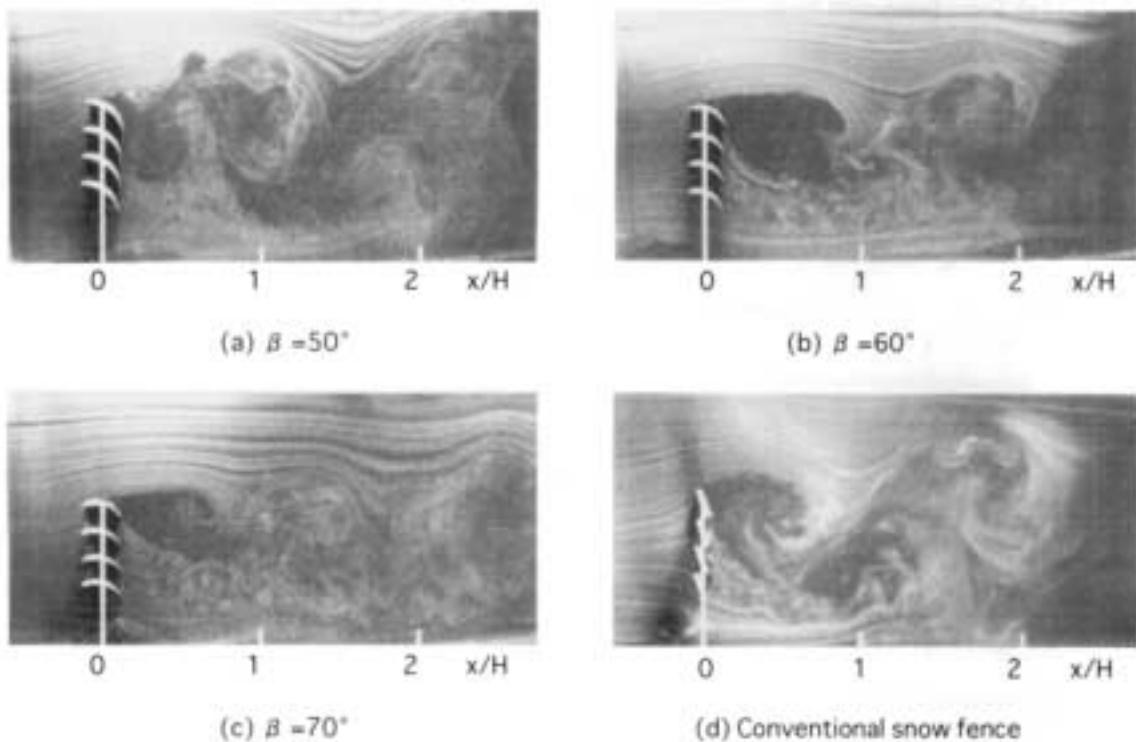 0 1 2 x/H
0 1 2 x/H
(a) β =50°
(b) β =60°
0 1 2 x/H
0 1 2 x/H
(c) β =70°
(d) Conventional snow fence